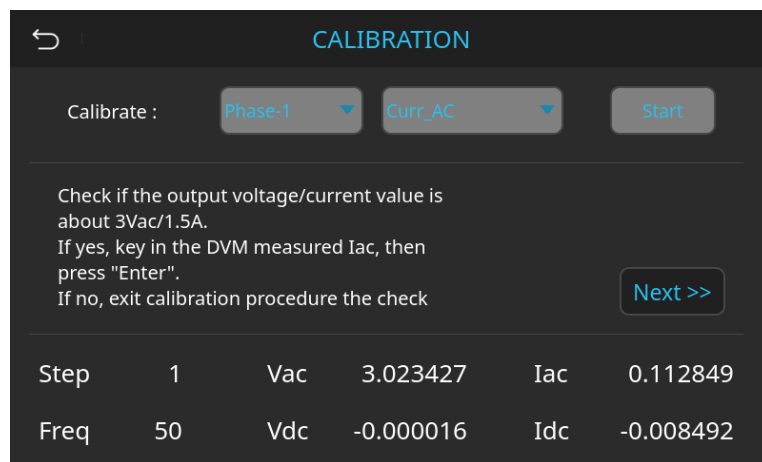 CALIBRATION
Calibrate : Phase-1 Curr_AC Start
Check if the output voltage/current value is
about 3Vac/1.5A.
If yes, key in the DVM measured Iac, then
press "Enter".
If no, exit calibration procedure the check
Next >>
Step 1 Vac 3.023427 Iac 0.112849
Freq 50 Vdc -0.000016 Idc -0.008492